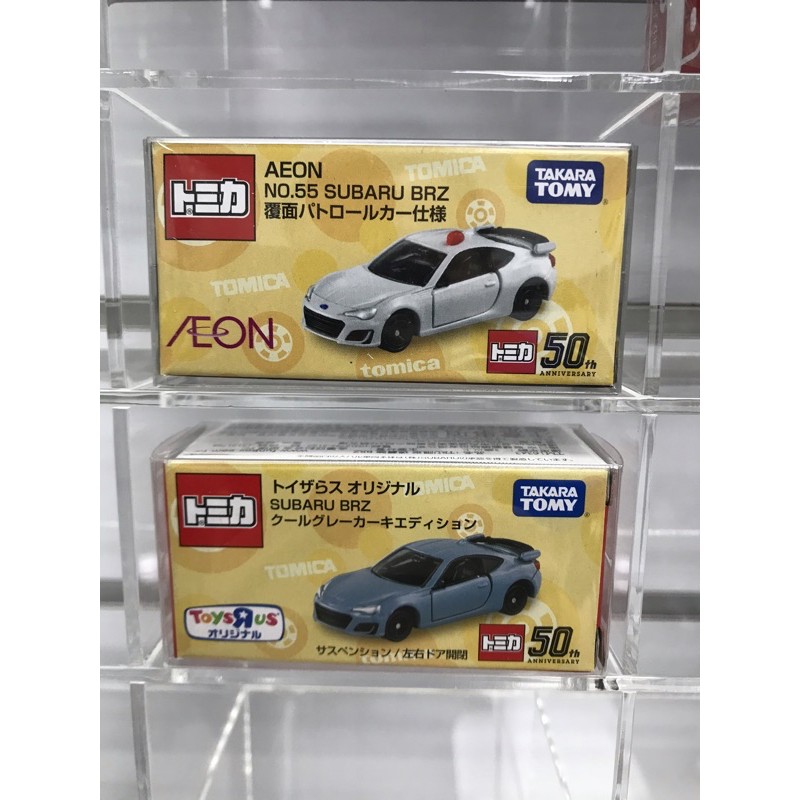 トミカ
AEON
NO.55 SUBARU BRZ
覆面パトロールカー仕様
TOMICA
TAKARA
TOMY
TOMICA
AEON
tomica
トミカ 50th
ANNIVERSARY
トミカ
トイザらス オリジナル
SUBARU BRZ
クールグレーカーキエディション
OMICA
TAKARA
TOMY
TOMICA
TOYSЯUS
オリジナル
サスペンション/左右ドア開閉
tomica
トミカ 50th
ANNIVERSARY